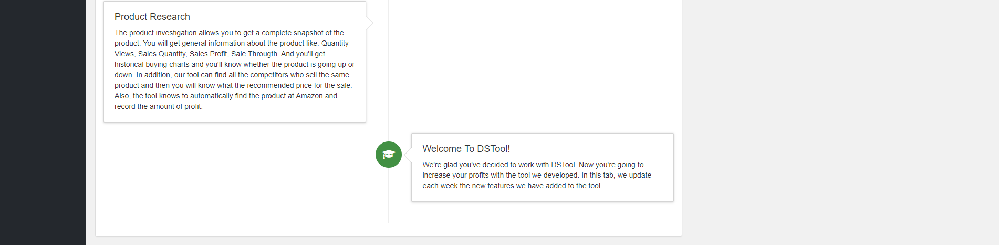 Product Research
The product investigation allows you to get a complete snapshot of the
product. You will get general information about the product like: Quantity
Views, Sales Quantity, Sales Profit, Sale Througth. And you'll get
historical buying charts and you'll know whether the product is going up or
down. In addition, our tool can find all the competitors who sell the same
product and then you will know what the recommended price for the sale.
Also, the tool knows to automatically find the product at Amazon and
record the amount of profit.
Welcome To DSTool!
We're glad you've decided to work with DSTool. Now you're going to
increase your profits with the tool we developed. In this tab, we update
each week the new features we have added to the tool.